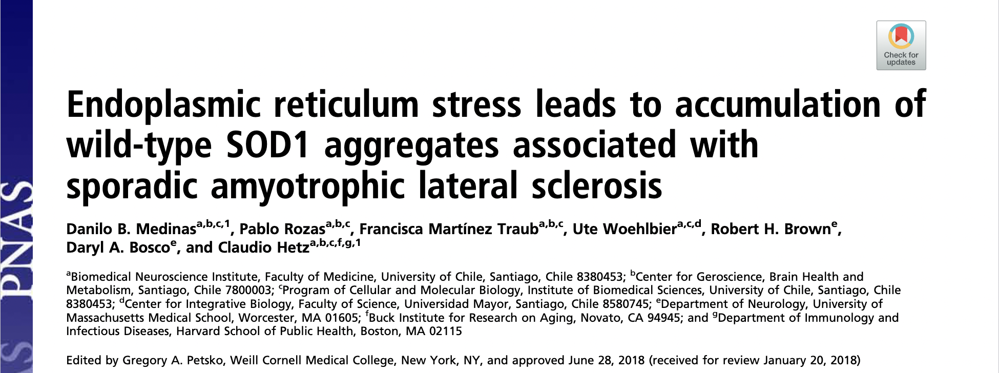 Check for
updates
Endoplasmic reticulum stress leads to accumulation of
wild-type SOD1 aggregates associated with
sporadic amyotrophic lateral sclerosis
Danilo B. Medinasa,b,c,1, Pablo Rozasa,b,c, Francisca Martínez Trauba,b,c, Ute Woehlbiera,c,d, Robert H. Browne,
Daryl A. Boscoe, and Claudio Hetza,b,c,f,g,1
aBiomedical Neuroscience Institute, Faculty of Medicine, University of Chile, Santiago, Chile 8380453; bCenter for Geroscience, Brain Health and
Metabolism, Santiago, Chile 7800003; cProgram of Cellular and Molecular Biology, Institute of Biomedical Sciences, University of Chile, Santiago, Chile
8380453; dCenter for Integrative Biology, Faculty of Science, Universidad Mayor, Santiago, Chile 8580745; eDepartment of Neurology, University of
Massachusetts Medical School, Worcester, MA 01605; fBuck Institute for Research on Aging, Novato, CA 94945; and gDepartment of Immunology and
Infectious Diseases, Harvard School of Public Health, Boston, MA 02115
Edited by Gregory A. Petsko, Weill Cornell Medical College, New York, NY, and approved June 28, 2018 (received for review January 20, 2018)
PNAS